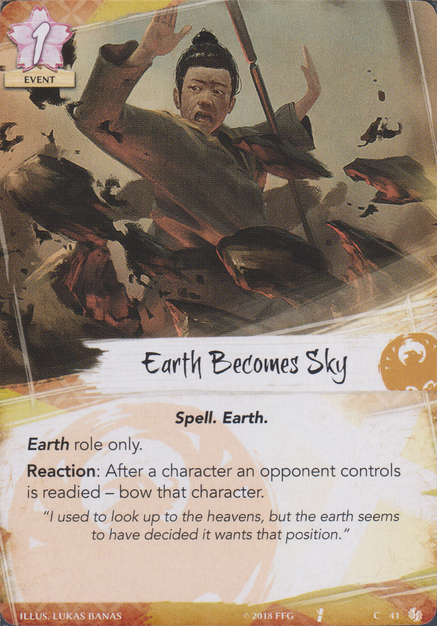 1
EVENT
Earth Becomes Sky
Spell. Earth.
Earth role only.
Reaction: After a character an opponent controls
is readied – bow that character.
“I used to look up to the heavens, but the earth seems
to have decided it wants that position.”
ILLUS. LUKAS BANAS
©2018 FFG
C 41